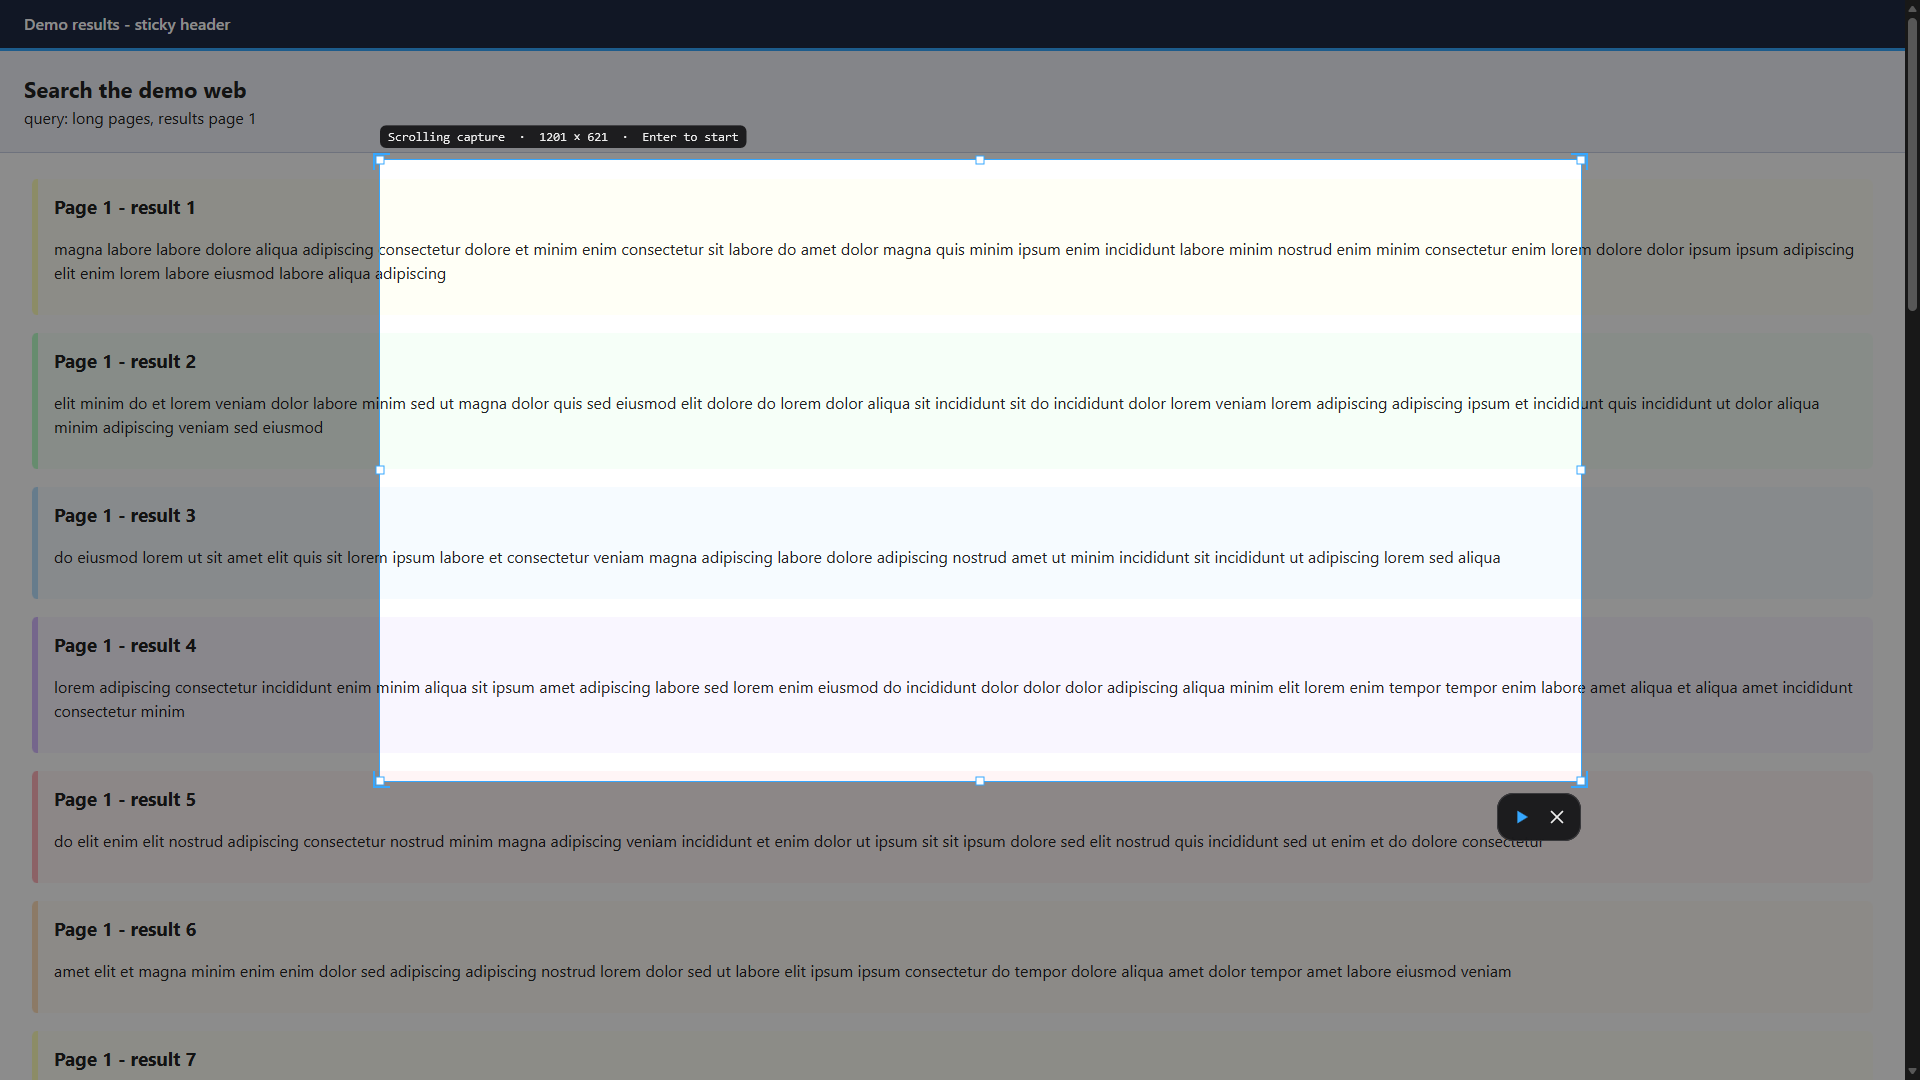 Demo results - sticky header
Search the demo web
query: long pages, results page 1
Scrolling capture · 1201 × 621 · Enter to start
Page 1 - result 1
magna labore labore dolore aliqua adipiscing consectetur dolore et minim enim consectetur sit labore do amet dolor magna quis minim ipsum enim incididunt labore minim nostrud enim minim consectetur enim lorem dolore dolor ipsum ipsum adipiscing
elit enim lorem labore eiusmod labore aliqua adipiscing
Page 1 - result 2
elit minim do et lorem veniam dolor labore minim sed ut magna dolor quis sed eiusmod elit dolore do lorem dolor aliqua sit incididunt sit do incididunt dolor lorem veniam lorem adipiscing adipiscing ipsum et incididunt quis incididunt ut dolor aliqua
minim adipiscing veniam sed eiusmod
Page 1 - result 3
do eiusmod lorem ut sit amet elit quis sit lorem ipsum labore et consectetur veniam magna adipiscing labore dolore adipiscing nostrud amet ut minim incididunt sit incididunt ut adipiscing lorem sed aliqua
Page 1 - result 4
lorem adipiscing consectetur incididunt enim minim aliqua sit ipsum amet adipiscing labore sed lorem enim eiusmod do incididunt dolor dolor dolor adipiscing aliqua minim elit lorem enim tempor tempor enim labore amet aliqua et aliqua amet incididunt
consectetur minim
Page 1 - result 5
do elit enim elit nostrud adipiscing consectetur nostrud minim magna adipiscing veniam incididunt et enim dolor ut ipsum sit sit ipsum dolore sed elit nostrud quis incididunt sed ut enim et do dolore consectetur
Page 1 - result 6
amet elit et magna minim enim enim dolor sed adipiscing adipiscing nostrud lorem dolor sed ut labore elit ipsum ipsum consectetur do tempor dolore aliqua amet dolor tempor amet labore eiusmod veniam
Page 1 - result 7